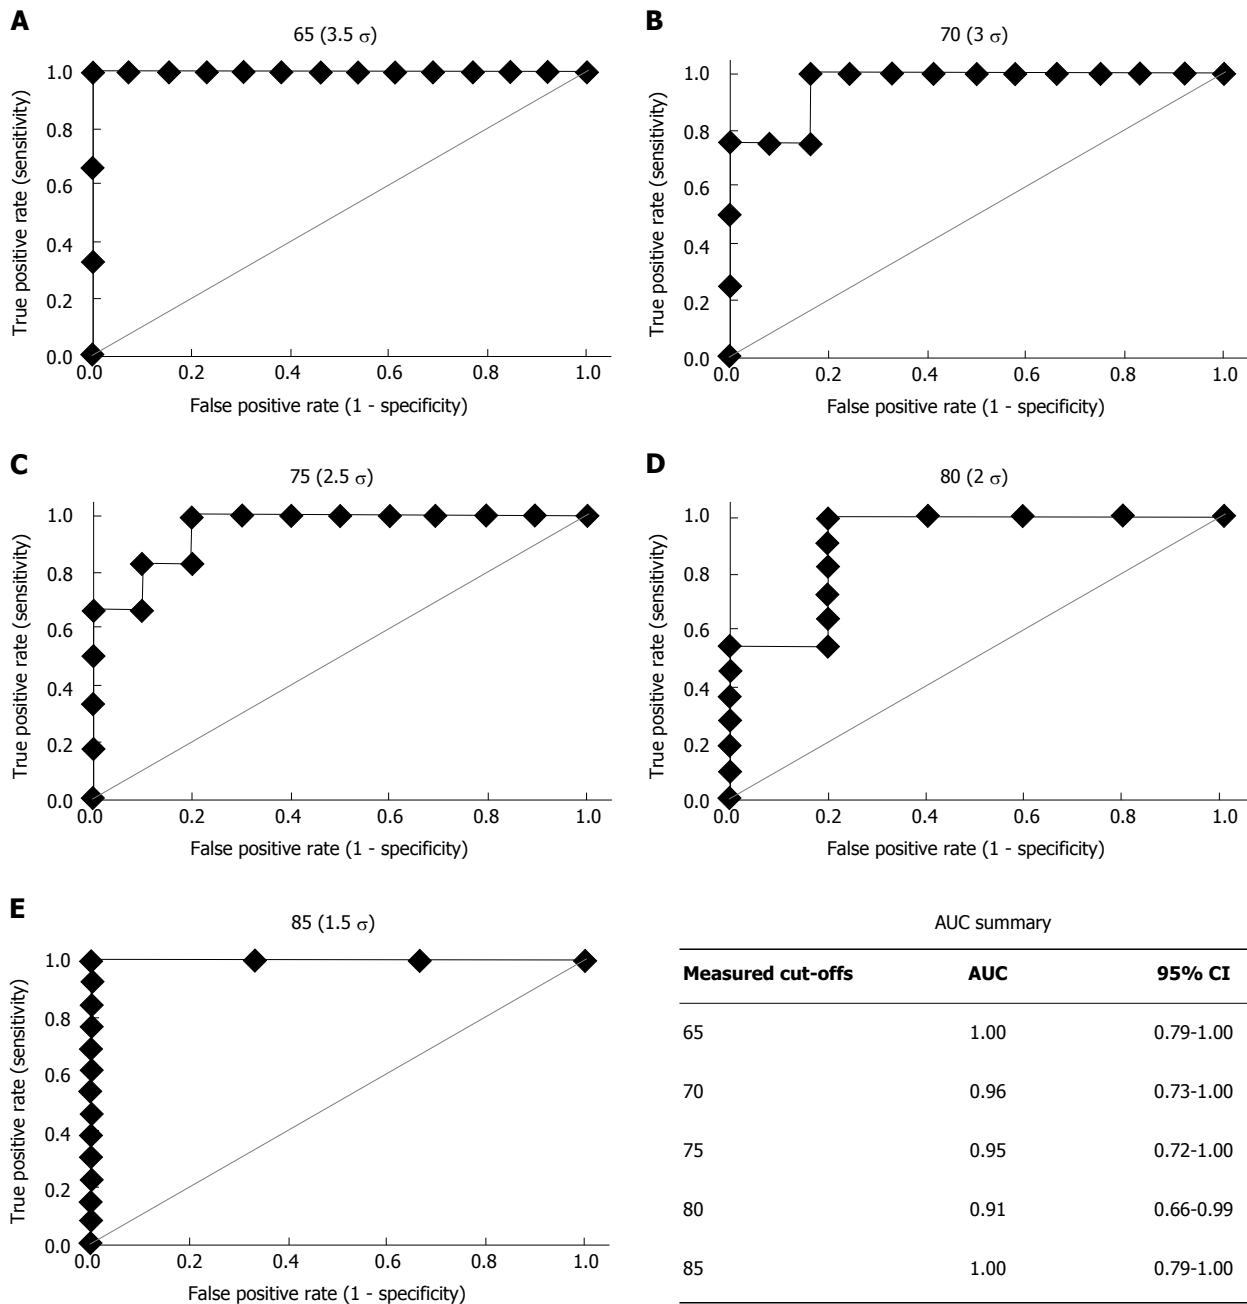 A
65 (3.5 σ)
True positive rate (sensitivity)
1.0
0.8
0.6
0.4
0.2
0.0
0.0 0.2 0.4 0.6 0.8 1.0
False positive rate (1 - specificity)
B
70 (3 σ)
True positive rate (sensitivity)
1.0
0.8
0.6
0.4
0.2
0.0
0.0 0.2 0.4 0.6 0.8 1.0
False positive rate (1 - specificity)
C
75 (2.5 σ)
True positive rate (sensitivity)
1.0
0.8
0.6
0.4
0.2
0.0
0.0 0.2 0.4 0.6 0.8 1.0
False positive rate (1 - specificity)
D
80 (2 σ)
True positive rate (sensitivity)
1.0
0.8
0.6
0.4
0.2
0.0
0.0 0.2 0.4 0.6 0.8 1.0
False positive rate (1 - specificity)
E
85 (1.5 σ)
True positive rate (sensitivity)
1.0
0.8
0.6
0.4
0.2
0.0
0.0 0.2 0.4 0.6 0.8 1.0
False positive rate (1 - specificity)
AUC summary
Measured cut-offs AUC 95% CI
65 1.00 0.79-1.00
70 0.96 0.73-1.00
75 0.95 0.72-1.00
80 0.91 0.66-0.99
85 1.00 0.79-1.00